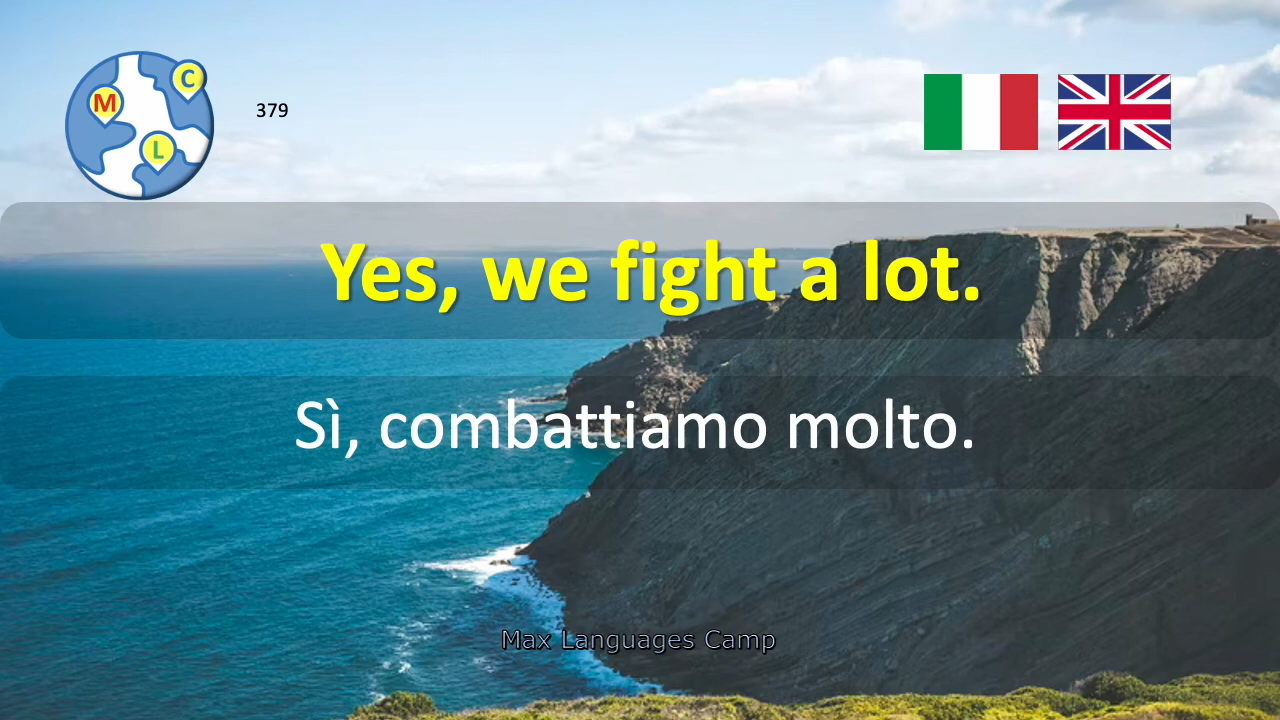 C
M
L
379
Yes, we fight a lot.
Sì, combattiamo molto.
Max Languages Camp